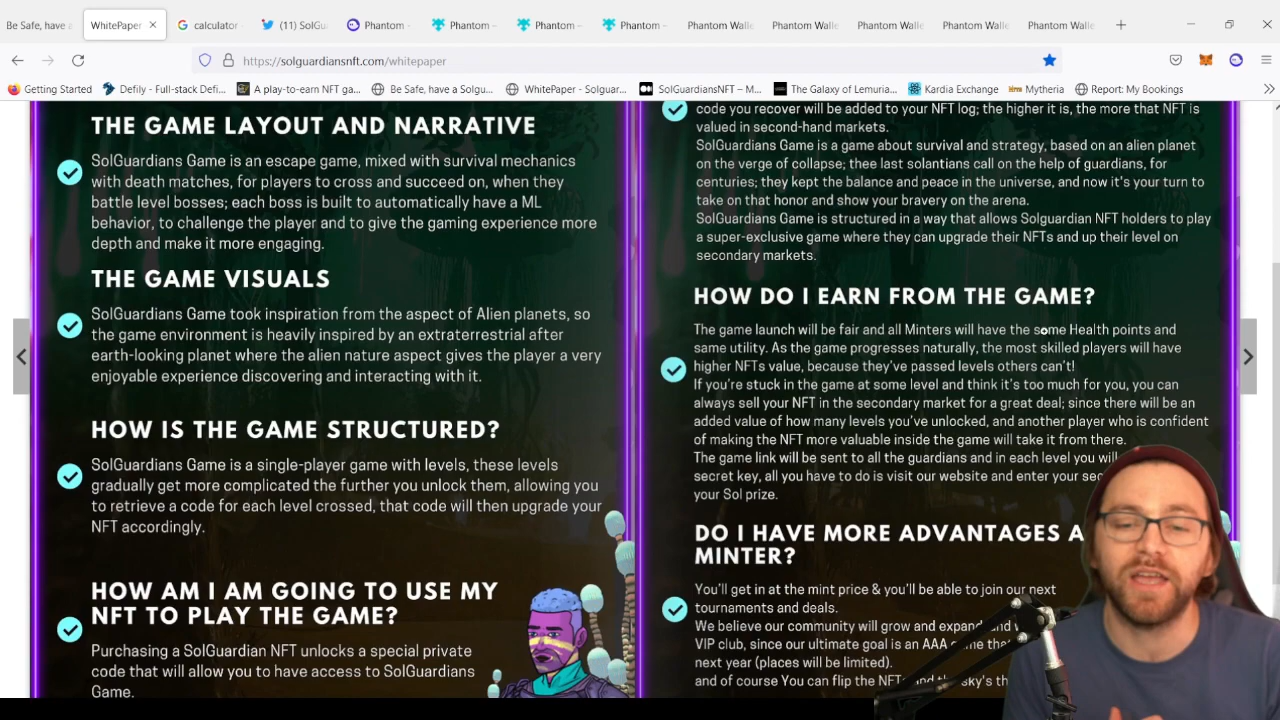 Be Safe, have a
WhitePaper
calculator
(11) SolGu
Phantom –
Phantom –
Phantom –
Phantom –
Phantom Walle
Phantom Walle
Phantom Walle
Phantom Walle
Phantom Walle
https://solguardiansnft.com/whitepaper
Getting Started
Defily - Full-stack Defi...
A play-to-earn NFT ga...
Be Safe, have a Solgu...
WhitePaper - Solguar...
SolGuardiansNFT – M...
The Galaxy of Lemuria...
Kardia Exchange
Mytheria
Report: My Bookings
THE GAME LAYOUT AND NARRATIVE
SolGuardians Game is an escape game, mixed with survival mechanics
with death matches, for players to cross and succeed on, when they
battle level bosses; each boss is built to automatically have a ML
behavior, to challenge the player and to give the gaming experience more
depth and make it more engaging.
THE GAME VISUALS
SolGuardians Game took inspiration from the aspect of Alien planets, so
the game environment is heavily inspired by an extraterrestrial after
earth-looking planet where the alien nature aspect gives the player a very
enjoyable experience discovering and interacting with it.
HOW IS THE GAME STRUCTURED?
SolGuardians Game is a single-player game with levels, these levels
gradually get more complicated the further you unlock them, allowing you
to retrieve a code for each level crossed, that code will then upgrade your
NFT accordingly.
HOW AM I AM GOING TO USE MY
NFT TO PLAY THE GAME?
Purchasing a SolGuardian NFT unlocks a special private
code that will allow you to have access to SolGuardians
Game.
code you recover will be added to your NFT log; the higher it is, the more that NFT is
valued in second-hand markets.
SolGuardians Game is a game about survival and strategy, based on an alien planet
on the verge of collapse; thee last solantians call on the help of guardians, for
centuries; they kept the balance and peace in the universe, and now it's your turn to
take on that honor and show your bravery on the arena.
SolGuardians Game is structured in a way that allows Solguardian NFT holders to play
a super-exclusive game where they can upgrade their NFTs and up their level on
secondary markets.
HOW DO I EARN FROM THE GAME?
The game launch will be fair and all Minters will have the same Health points and
same utility. As the game progresses naturally, the most skilled players will have
higher NFTs value, because they've passed levels others can't!
If you're stuck in the game at some level and think it's too much for you, you can
always sell your NFT in the secondary market for a great deal; since there will be an
added value of how many levels you've unlocked, and another player who is confident
of making the NFT more valuable inside the game will take it from there.
The game link will be sent to all the guardians and in each level you will
secret key, all you have to do is visit our website and enter your sec
your Sol prize.
DO I HAVE MORE ADVANTAGES A
MINTER?
You'll get in at the mint price & you'll be able to join our next
tournaments and deals.
We believe our community will grow and expand and
VIP club, since our ultimate goal is an AAA game tha
next year (places will be limited).
and of course You can flip the NFTs and the sky's th